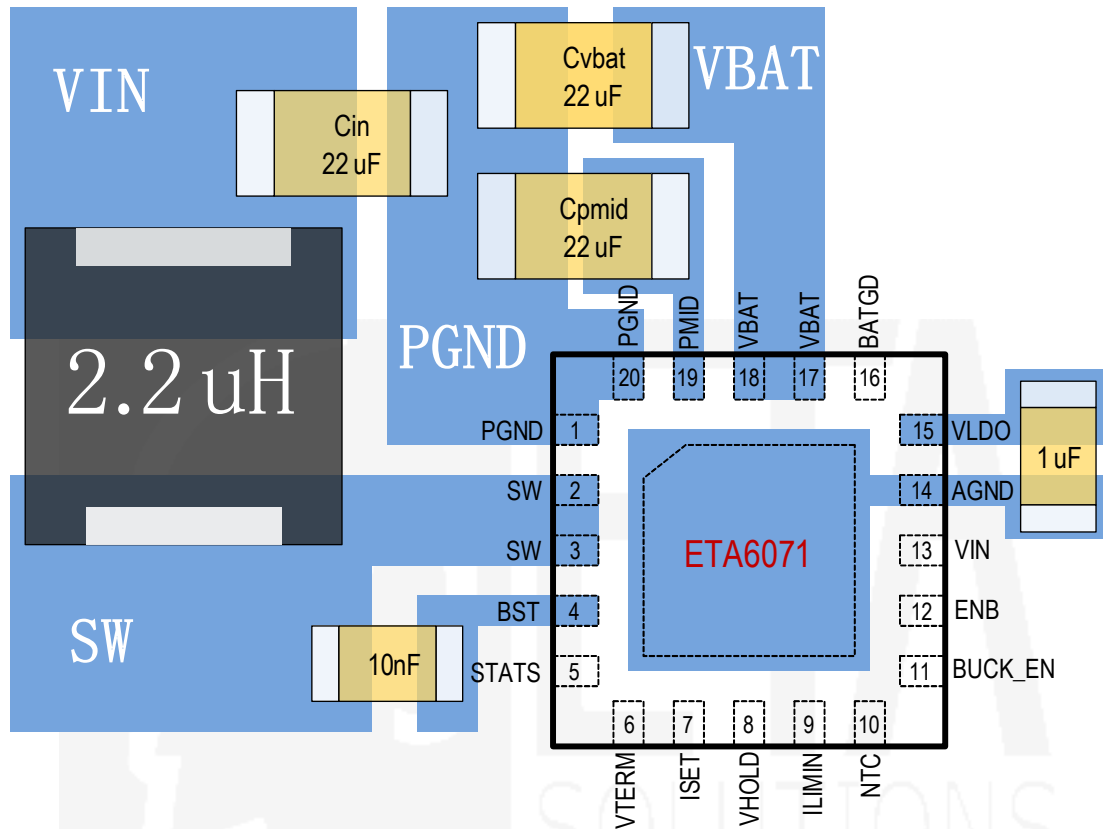 VIN
Cvbat
22 uF
VBAT
Cin
22 uF
Cpmid
22 uF
PGND
2.2 uH
PGND
PMID
VBAT
VBAT
BATGD
20
19
18
17
16
PGND
1
15
VLDO
SW
2
14
AGND
1 uF
SW
3
ETA6071
13
VIN
BST
4
12
ENB
SW
10nF
STATS
5
11
BUCK_EN
6
7
8
9
10
VTERM
ISET
VHOLD
ILIMIN
NTC
ETA
SOLUTIONS